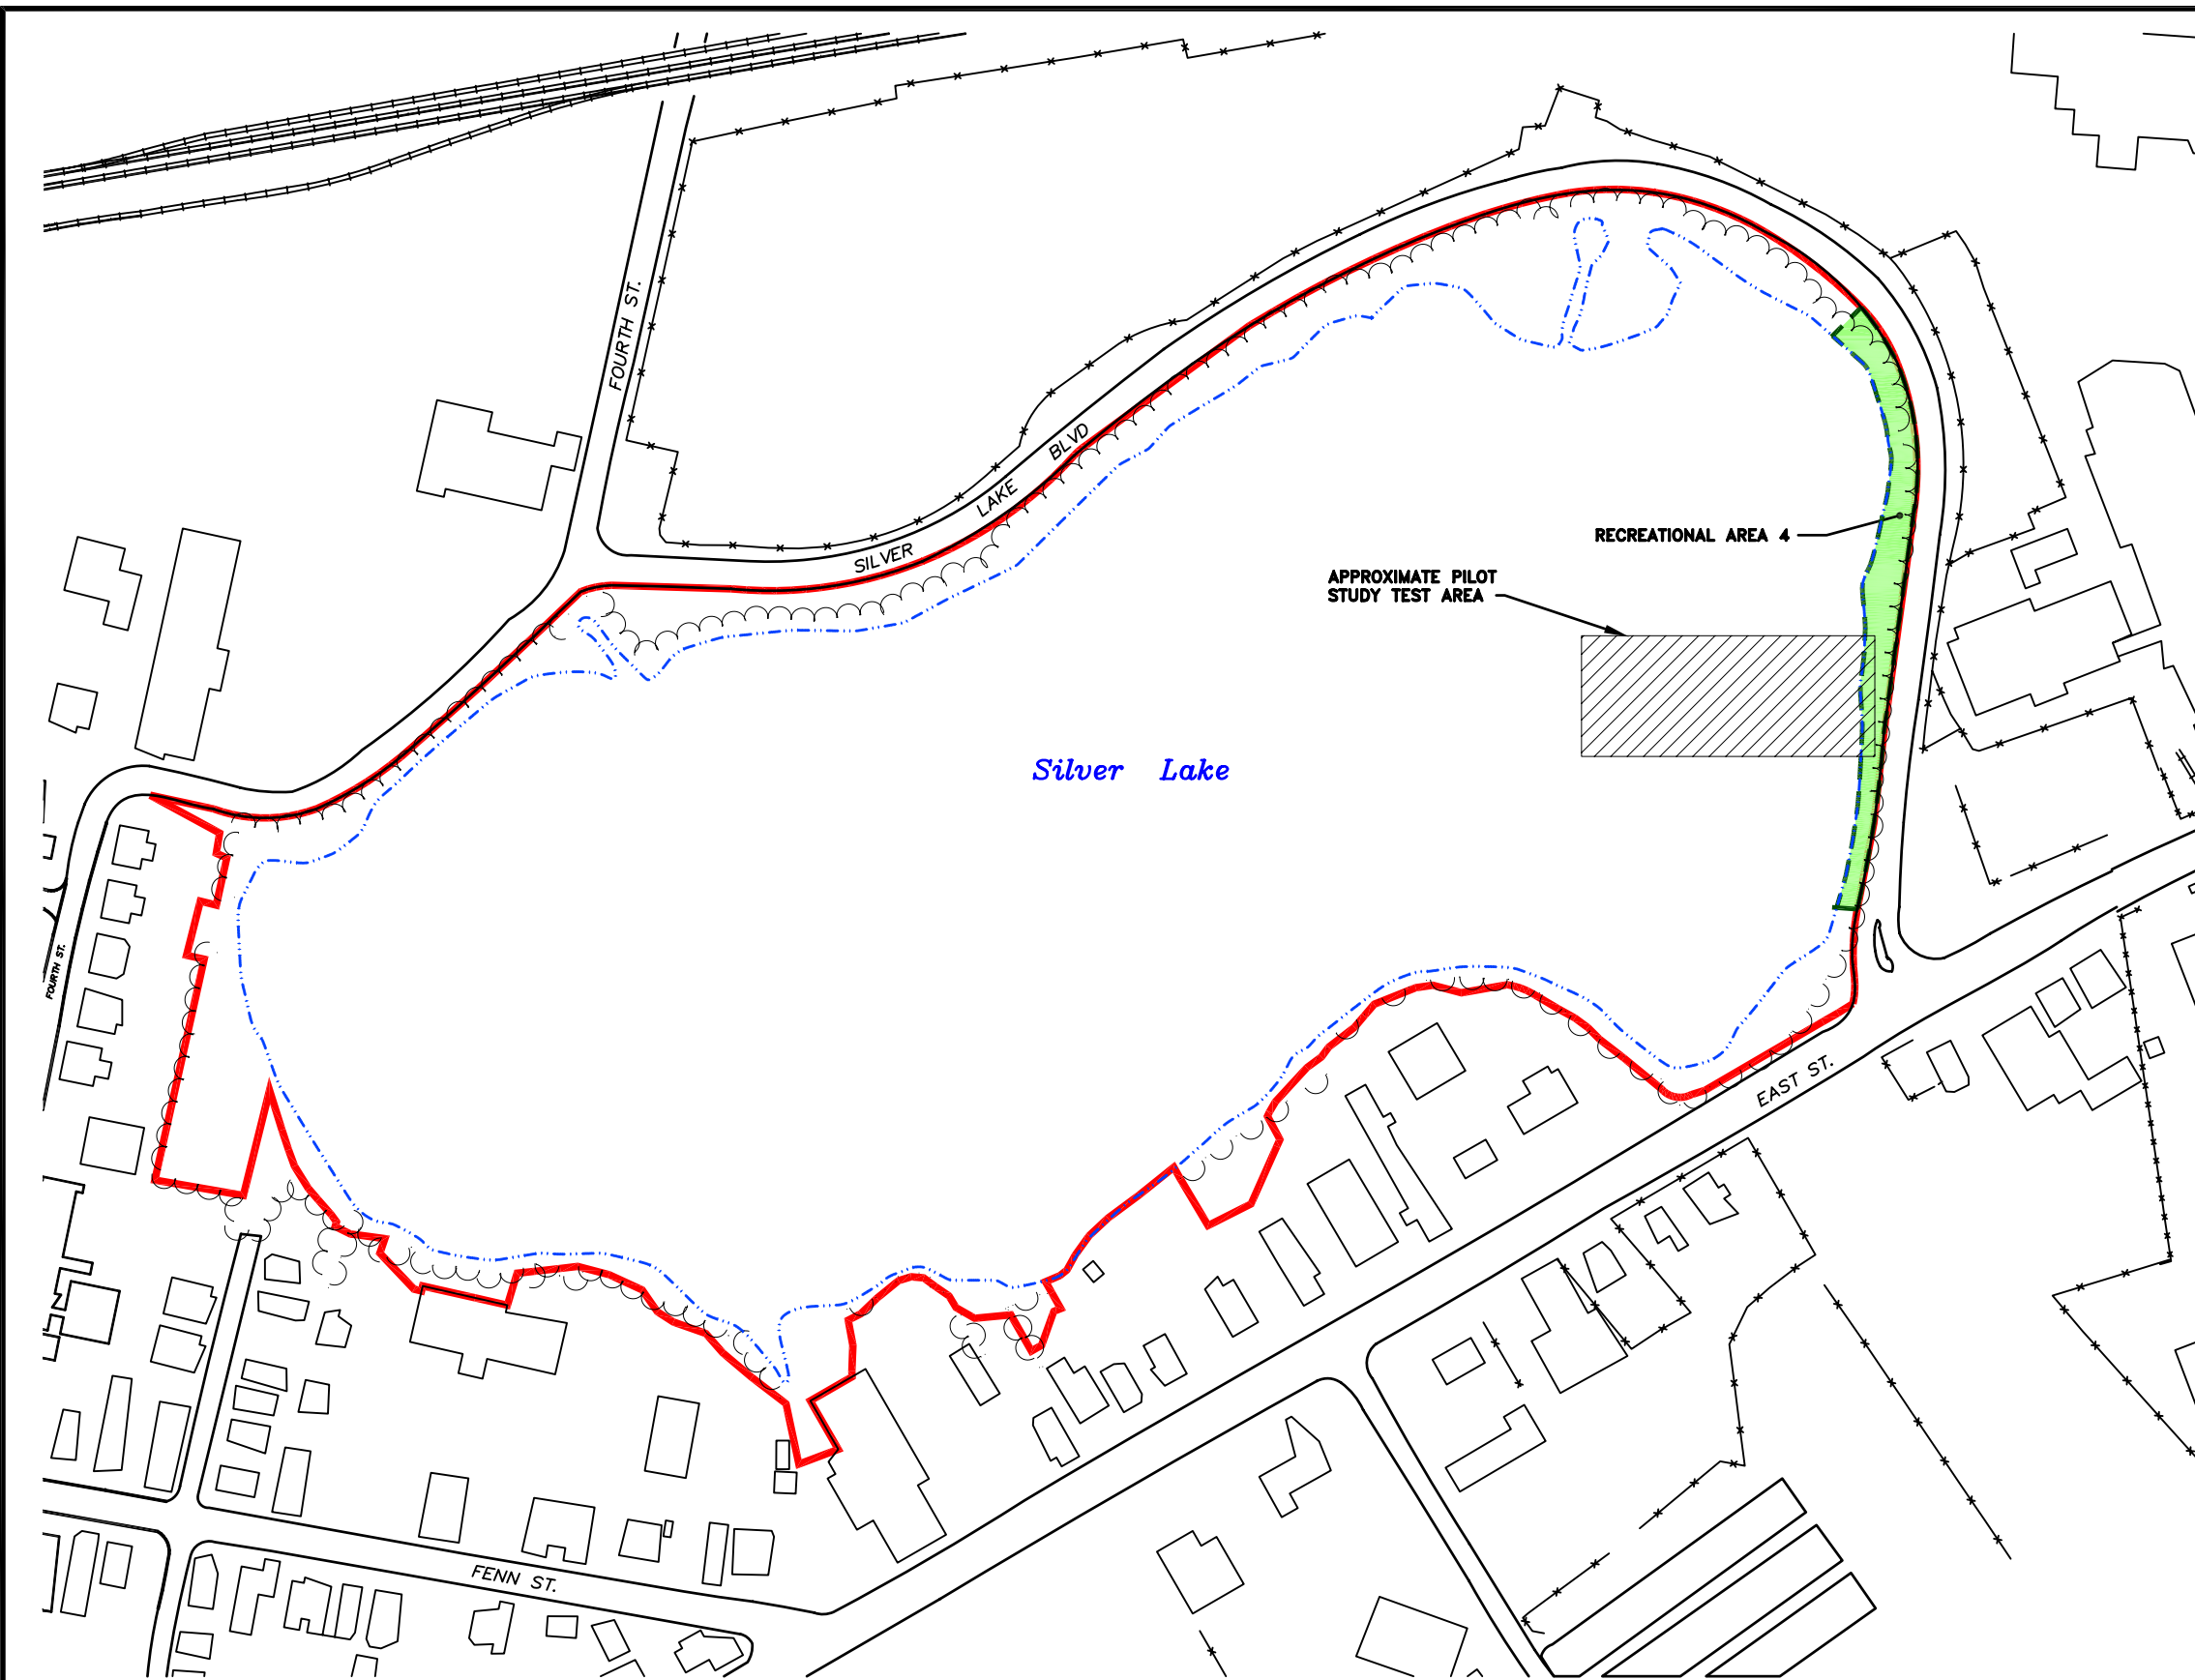 FOURTH ST.
SILVER LAKE BLVD
RECREATIONAL AREA 4
APPROXIMATE PILOT
STUDY TEST AREA
Silver Lake
FOURTH ST.
EAST ST.
FENN ST.